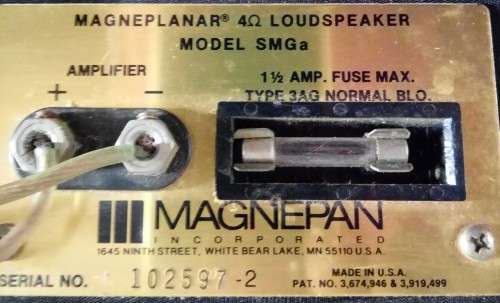 MAGNEPLANAR® 4Ω LOUDSPEAKER
MODEL SMGa
AMPLIFIER
+ −
1½ AMP. FUSE MAX.
TYPE 3AG NORMAL BLO.
MAGNEPAN
INCORPORATED
1645 NINTH STREET, WHITE BEAR LAKE, MN 55110 U.S.A.
SERIAL NO. 102597-2
MADE IN U.S.A.
PAT. NO. 3,674,946 & 3,919,499